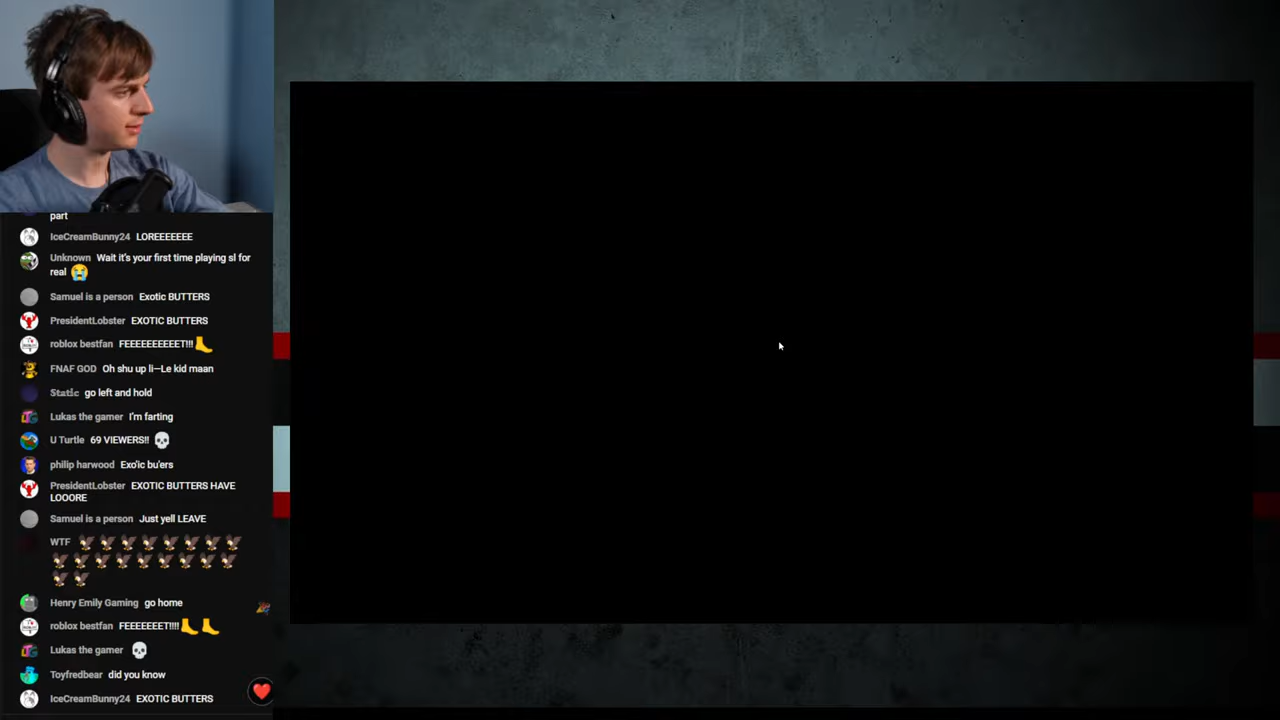 part
IceCreamBunny24 LOREEEEEEE
Unknown Wait it's your first time playing sl for
real
Samuel is a person Exotic BUTTERS
PresidentLobster EXOTIC BUTTERS
roblox bestfan FEEEEEEEEEET!!!
FNAF GOD Oh shu up li—Le kid maan
Static go left and hold
Lukas the gamer I'm farting
U Turtle 69 VIEWERS!!
philip harwood Exo'ic bu'ers
PresidentLobster EXOTIC BUTTERS HAVE
LOOORE
Samuel is a person Just yell LEAVE
WTF
Henry Emily Gaming go home
roblox bestfan FEEEEEEET!!!!
Lukas the gamer
Toyfredbear did you know
IceCreamBunny24 EXOTIC BUTTERS